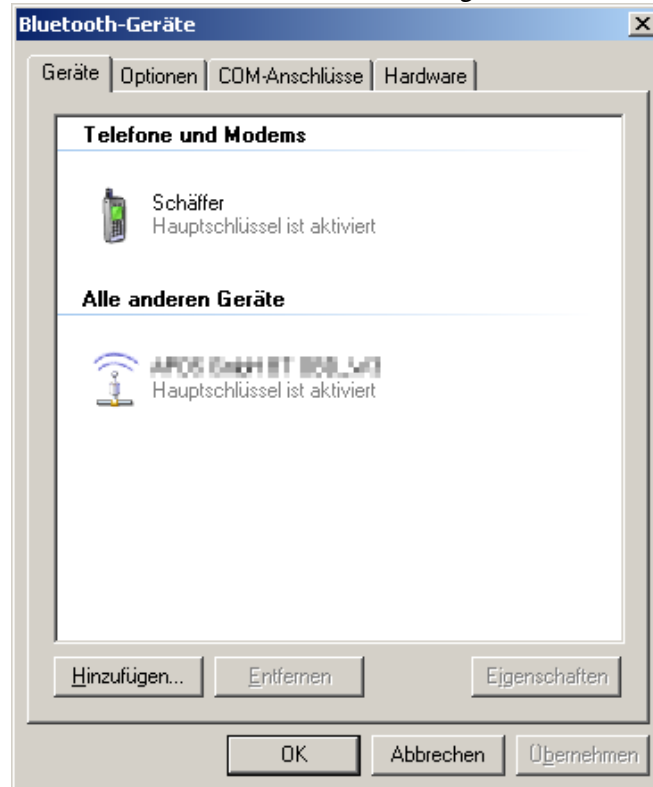 Bluetooth-Geräte
Geräte Optionen COM-Anschlüsse Hardware
Telefone und Modems
Schäffer
Hauptschlüssel ist aktiviert
Alle anderen Geräte
Hauptschlüssel ist aktiviert
Hinzufügen... Entfernen Eigenschaften
OK Abbrechen Übernehmen